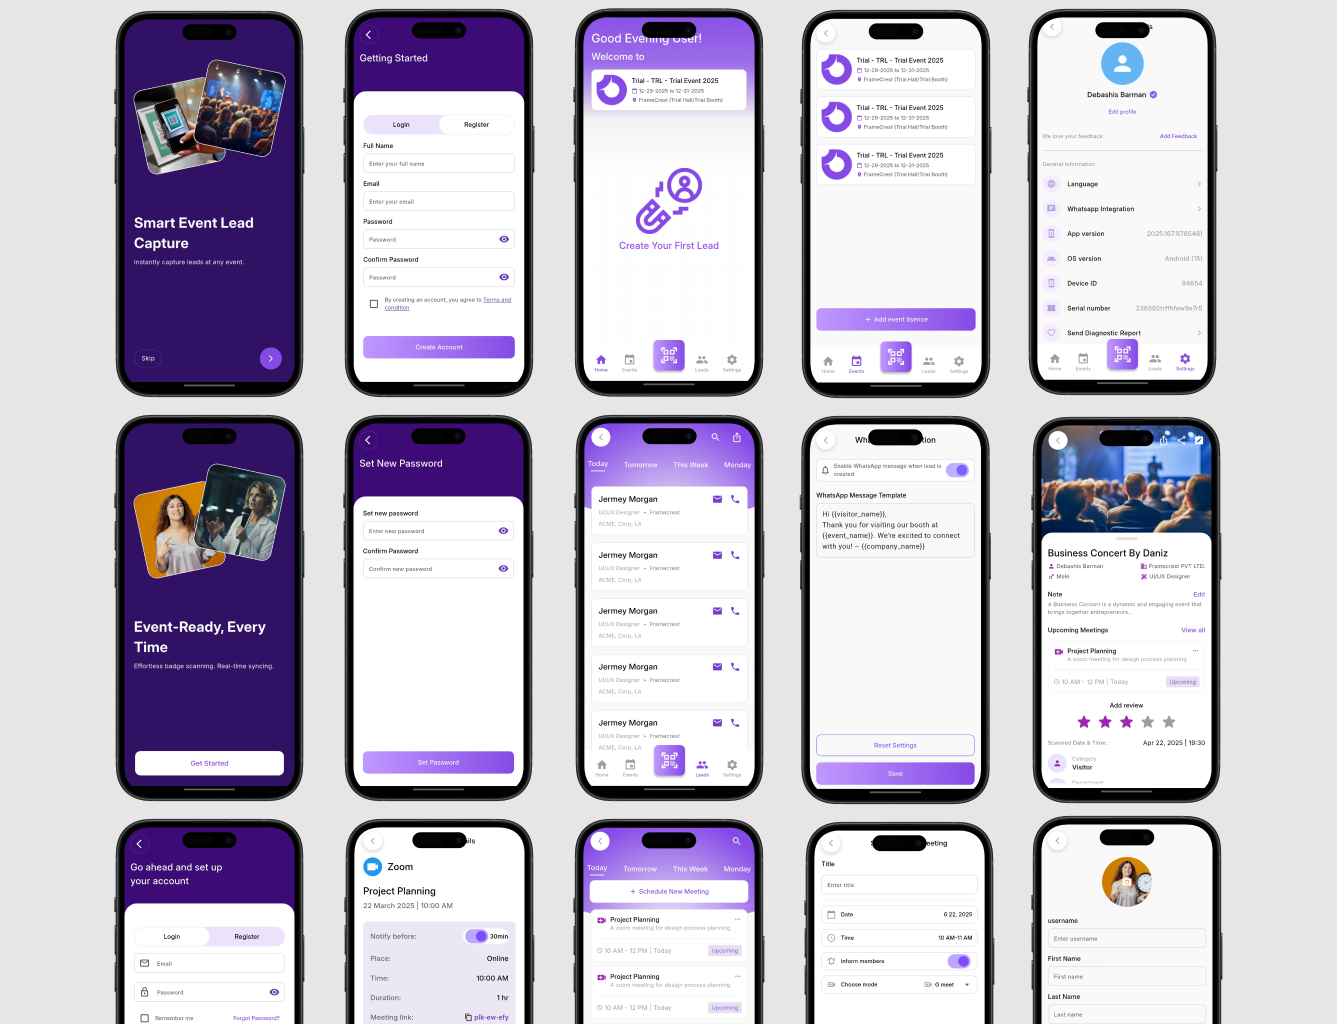 Smart Event Lead
Capture
Instantly capture leads at any event.
Skip
Getting Started
Login
Register
Full Name
Enter your full name
Email
Enter your email
Password
Password
Confirm Password
Password
By creating an account, you agree to Terms and
condition
Create Account
Good Evening User!
Welcome to
Trial - TRL - Trial Event 2025
12-29-2025 to 12-31-2025
FrameCrest (Trial Hall/Trial Booth)
Create Your First Lead
Home
Events
Leads
Settings
Trial - TRL - Trial Event 2025
12-29-2025 to 12-31-2025
FrameCrest (Trial Hall/Trial Booth)
Trial - TRL - Trial Event 2025
12-29-2025 to 12-31-2025
FrameCrest (Trial Hall/Trial Booth)
Trial - TRL - Trial Event 2025
12-29-2025 to 12-31-2025
FrameCrest (Trial Hall/Trial Booth)
+ Add event lisence
Home
Events
Leads
Settings
Debashis Barman
Edit profile
We love your feedback
Add Feedback
General Information
Language
Whatsapp Integration
App version
2025.167.1(78546)
OS version
Android (15)
Device ID
94654
Serial number
236592trffhfew9e7r5
Send Diagnostic Report
Home
Events
Leads
Settings
Event-Ready, Every
Time
Effortless badge scanning. Real-time syncing.
Get Started
Set New Password
Set new password
Enter new password
Confirm Password
Confirm new password
Set Password
Today
Tomorrow
This Week
Monday
Jermey Morgan
UI/UX Designer • Framecrest
ACME, Corp, LA
Jermey Morgan
UI/UX Designer • Framecrest
ACME, Corp, LA
Jermey Morgan
UI/UX Designer • Framecrest
ACME, Corp, LA
Jermey Morgan
UI/UX Designer • Framecrest
ACME, Corp, LA
Jermey Morgan
UI/UX Designer • Framecrest
ACME, Corp, LA
Home
Events
Leads
Settings
Enable WhatsApp message when lead is
created
WhatsApp Message Template
Hi {{visitor_name}},
Thank you for visiting our booth at
{{event_name}}. We're excited to connect
with you! – {{company_name}}
Reset Settings
Save
Business Concert By Daniz
Debashis Barman
Framecrest PVT LTD.
Male
UI/UX Designer
Note
Edit
A Business Concert is a dynamic and engaging event that
brings together entrepreneurs...
Upcoming Meetings
View all
Project Planning
A zoom meeting for design process planning
10 AM - 12 PM | Today
Upcoming
Add review
Scanned Date & Time:
Apr 22, 2025 | 19:30
Category
Visitor
Go ahead and set up
your account
Login
Register
Email
Password
Remember me
Forgot Password?
Zoom
Project Planning
22 March 2025 | 10:00 AM
Notify before:
30min
Place:
Online
Time:
10:00 AM
Duration:
1 hr
Meeting link:
plk-ew-efy
Today
Tomorrow
This Week
Monday
+ Schedule New Meeting
Project Planning
A zoom meeting for design process planning
10 AM - 12 PM | Today
Upcoming
Project Planning
A zoom meeting for design process planning
10 AM - 12 PM | Today
Upcoming
Title
Enter title
Date
6 22, 2025
Time
10 AM-11 AM
Inform members
Choose mode
G meet
username
Enter username
First Name
First name
Last Name
Last name